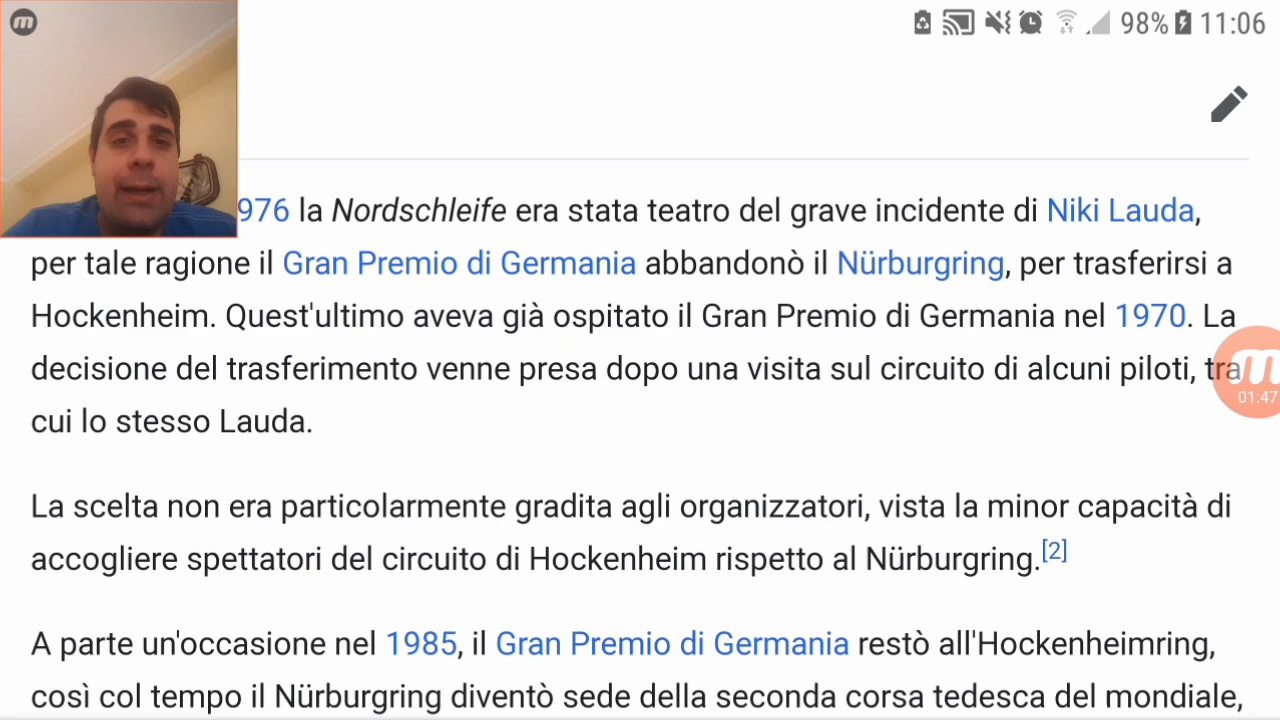 98% 11:06
976 la Nordschleife era stata teatro del grave incidente di Niki Lauda,
per tale ragione il Gran Premio di Germania abbandonò il Nürburgring, per trasferirsi a
Hockenheim. Quest'ultimo aveva già ospitato il Gran Premio di Germania nel 1970. La
decisione del trasferimento venne presa dopo una visita sul circuito di alcuni piloti, tra
01:47
cui lo stesso Lauda.
La scelta non era particolarmente gradita agli organizzatori, vista la minor capacità di
accogliere spettatori del circuito di Hockenheim rispetto al Nürburgring.[2]
A parte un'occasione nel 1985, il Gran Premio di Germania restò all'Hockenheimring,
così col tempo il Nürburgring diventò sede della seconda corsa tedesca del mondiale,